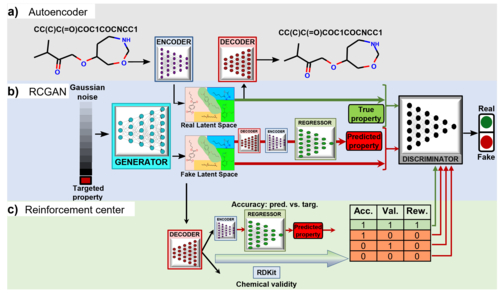 a) Autoencoder
CC(C)C(=O)COC1COCNCC1
CC(C)C(=O)COC1COCNCC1
ENCODER
DECODER
NH
O
O
O
NH
O
O
O
b) RCGAN
Gaussian
noise
GENERATOR
Targeted
property
Real Latent Space
Fake Latent Space
True
property
DECODER
ENCODER
REGRESSOR
Predicted
property
DISCRIMINATOR
Real
Fake
c) Reinforcement center
Accuracy: pred. vs. targ.
DECODER
ENCODER
REGRESSOR
Predicted
property
RDKit
Chemical validity
Acc. Val. Rew.
1 1 1
1 0 0
0 1 0
0 0 0